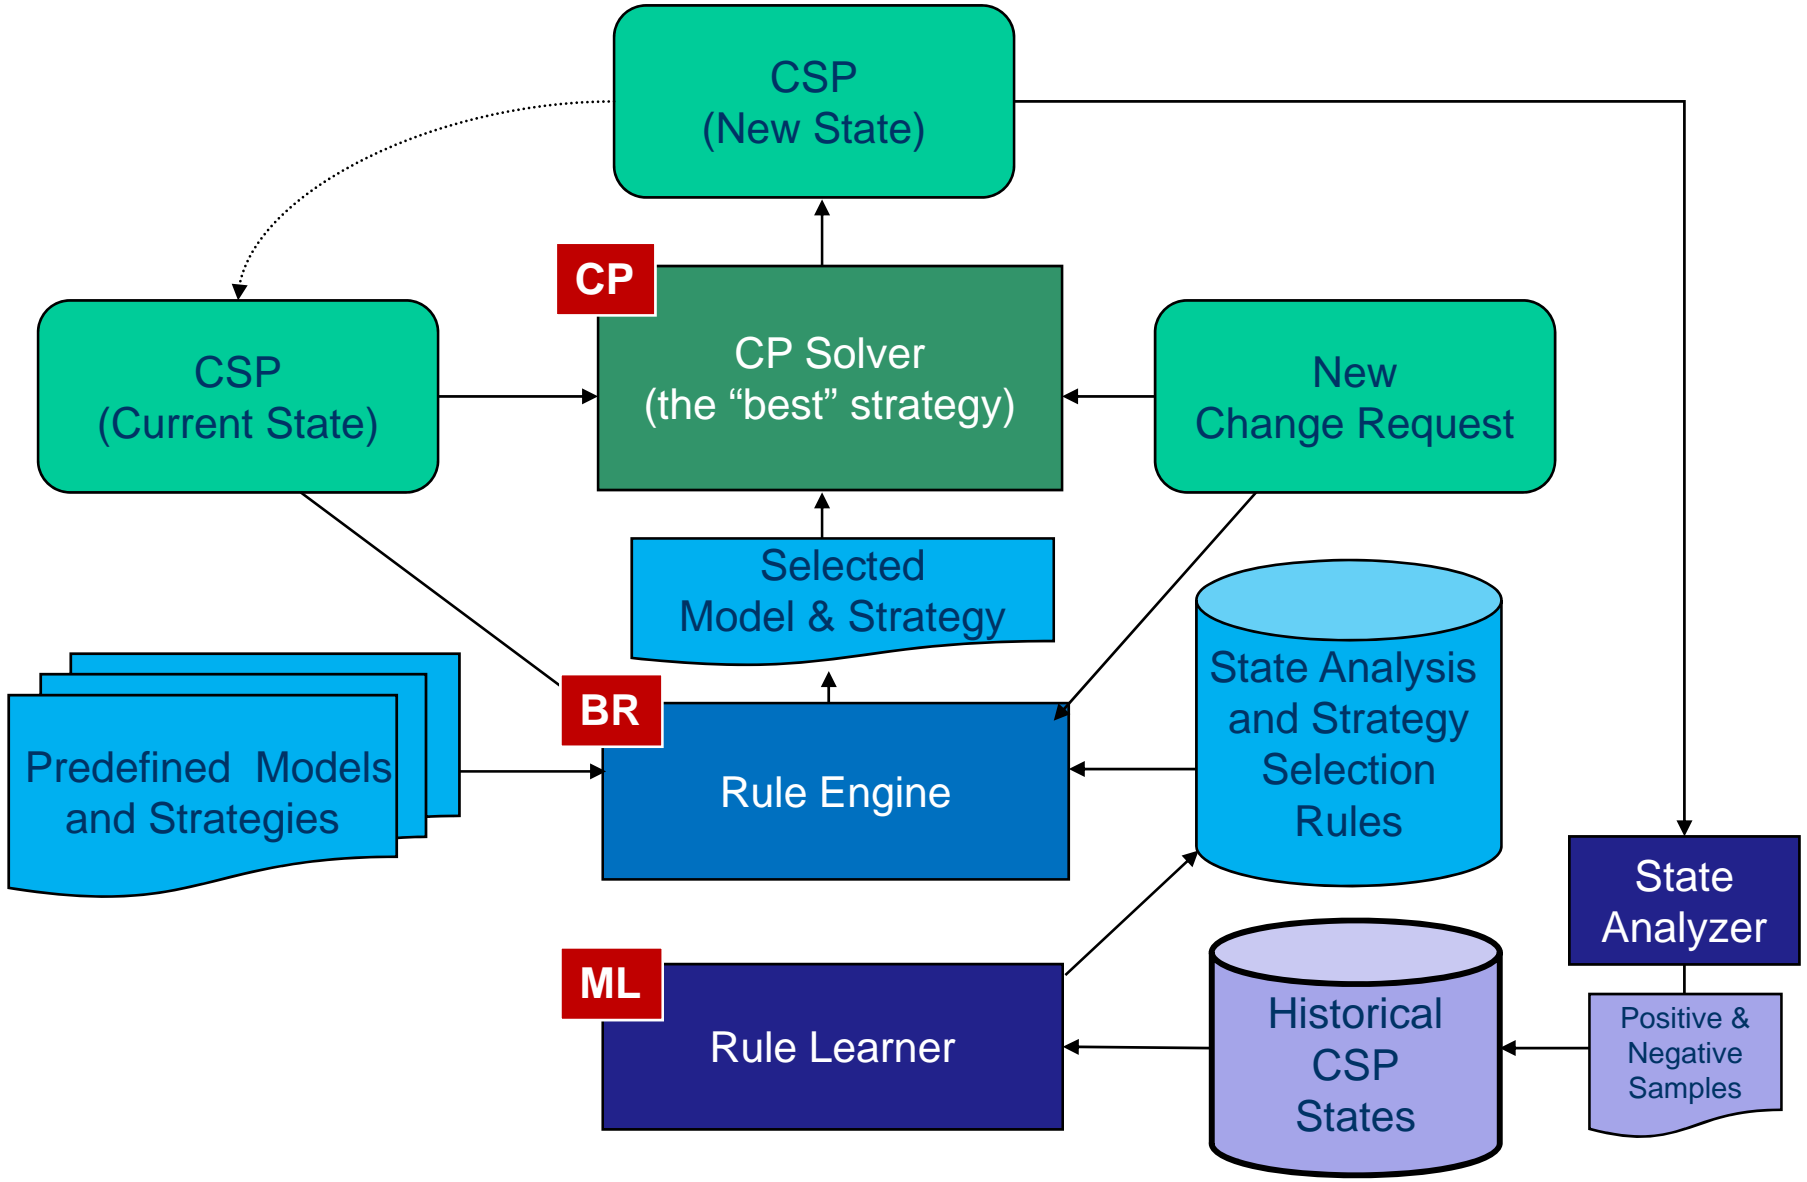 CSP
(New State)
CP
CP Solver
(the “best” strategy)
CSP
(Current State)
New
Change Request
Selected
Model & Strategy
State Analysis
and Strategy
Selection
Rules
BR
Rule Engine
Predefined Models
and Strategies
State
Analyzer
ML
Rule Learner
Historical
CSP
States
Positive &
Negative
Samples